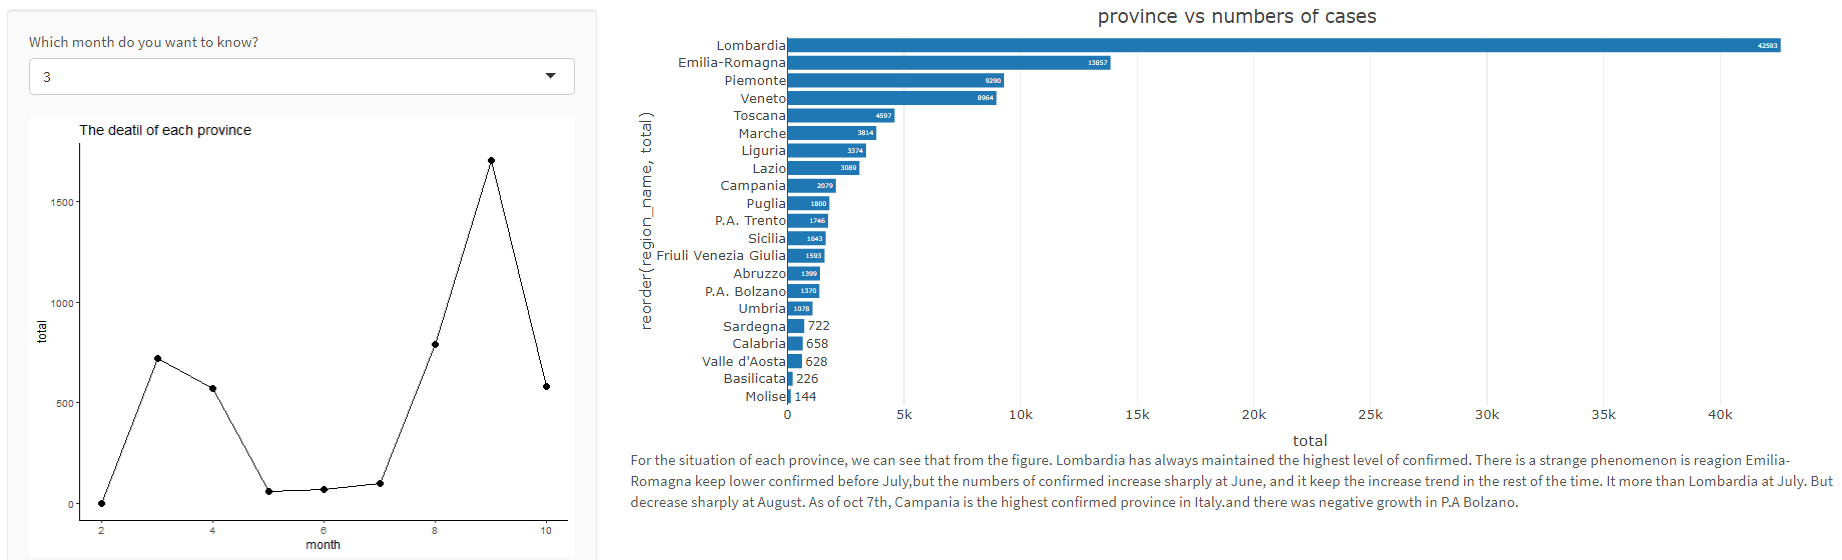 Which month do you want to know?
3
The deatil of each province
1500
1000
500
0
total
2
4
6
8
10
month
province vs numbers of cases
reorder(region_name, total)
Lombardia 42593
Emilia-Romagna 13857
Piemonte 9290
Veneto 8964
Toscana 4597
Marche 3814
Liguria 3374
Lazio 3089
Campania 2079
Puglia 1800
P.A. Trento 1746
Sicilia 1643
Friuli Venezia Giulia 1593
Abruzzo 1399
P.A. Bolzano 1370
Umbria 1078
Sardegna 722
Calabria 658
Valle d'Aosta 628
Basilicata 226
Molise 144
0 5k 10k 15k 20k 25k 30k 35k 40k
total
For the situation of each province, we can see that from the figure. Lombardia has always maintained the highest level of confirmed. There is a strange phenomenon is reagion Emilia-
Romagna keep lower confirmed before July,but the numbers of confirmed increase sharply at June, and it keep the increase trend in the rest of the time. It more than Lombardia at July. But
decrease sharply at August. As of oct 7th, Campania is the highest confirmed province in Italy.and there was negative growth in P.A Bolzano.